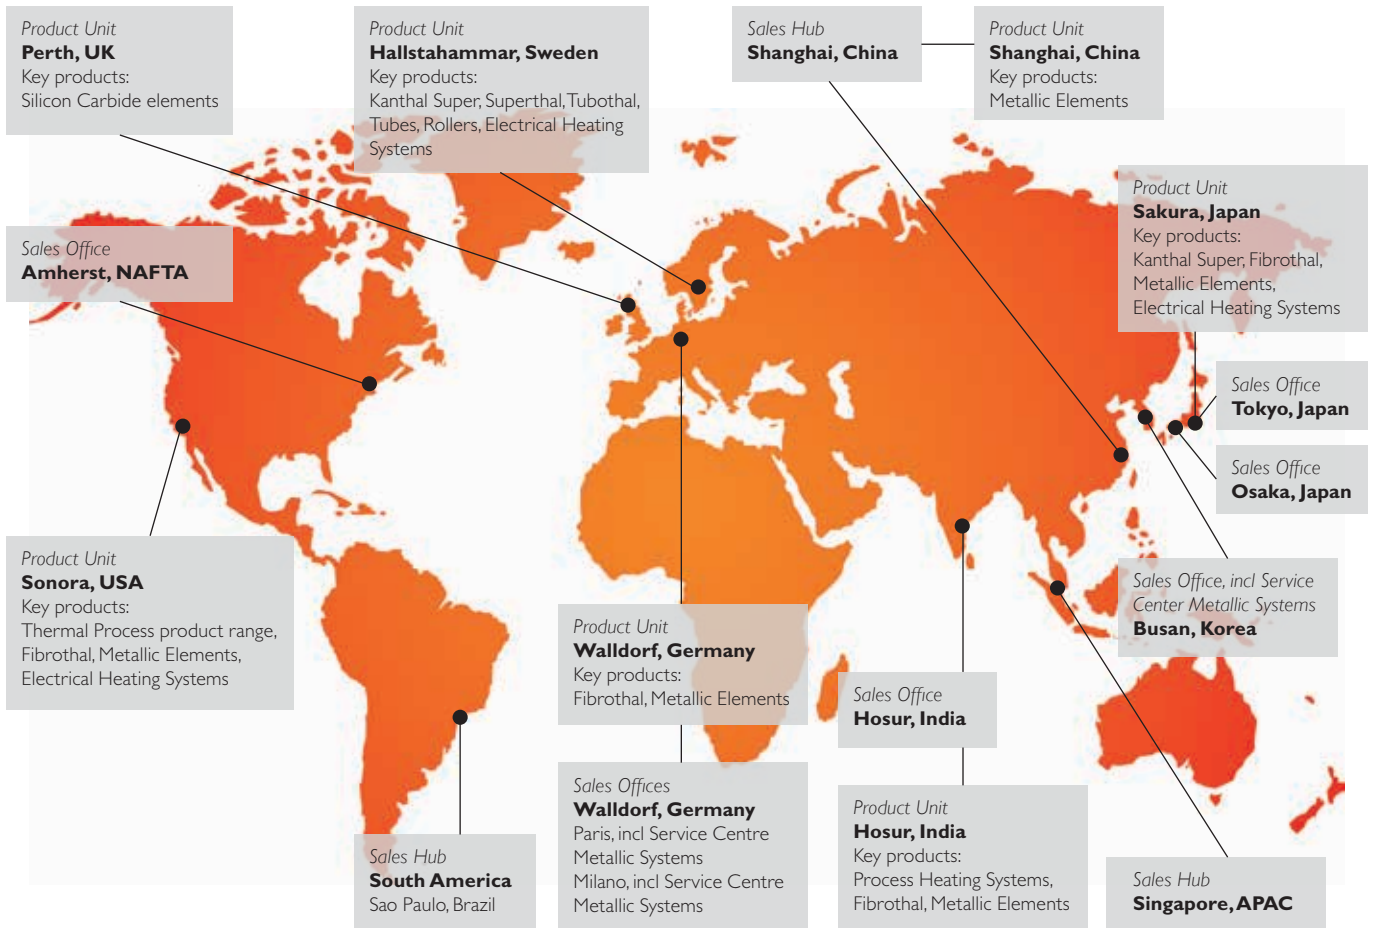 Product Unit
Perth, UK
Key products:
Silicon Carbide elements
Product Unit
Hallstahammar, Sweden
Key products:
Kanthal Super, Superthal, Tubothal,
Tubes, Rollers, Electrical Heating
Systems
Sales Hub
Shanghai, China
Product Unit
Shanghai, China
Key products:
Metallic Elements
Product Unit
Sakura, Japan
Key products:
Kanthal Super, Fibrothal,
Metallic Elements,
Electrical Heating Systems
Sales Office
Amherst, NAFTA
Sales Office
Tokyo, Japan
Sales Office
Osaka, Japan
Product Unit
Sonora, USA
Key products:
Thermal Process product range,
Fibrothal, Metallic Elements,
Electrical Heating Systems
Product Unit
Walldorf, Germany
Key products:
Fibrothal, Metallic Elements
Sales Office, incl Service
Center Metallic Systems
Busan, Korea
Sales Office
Hosur, India
Sales Hub
South America
Sao Paulo, Brazil
Sales Offices
Walldorf, Germany
Paris, incl Service Centre
Metallic Systems
Milano, incl Service Centre
Metallic Systems
Product Unit
Hosur, India
Key products:
Process Heating Systems,
Fibrothal, Metallic Elements
Sales Hub
Singapore, APAC